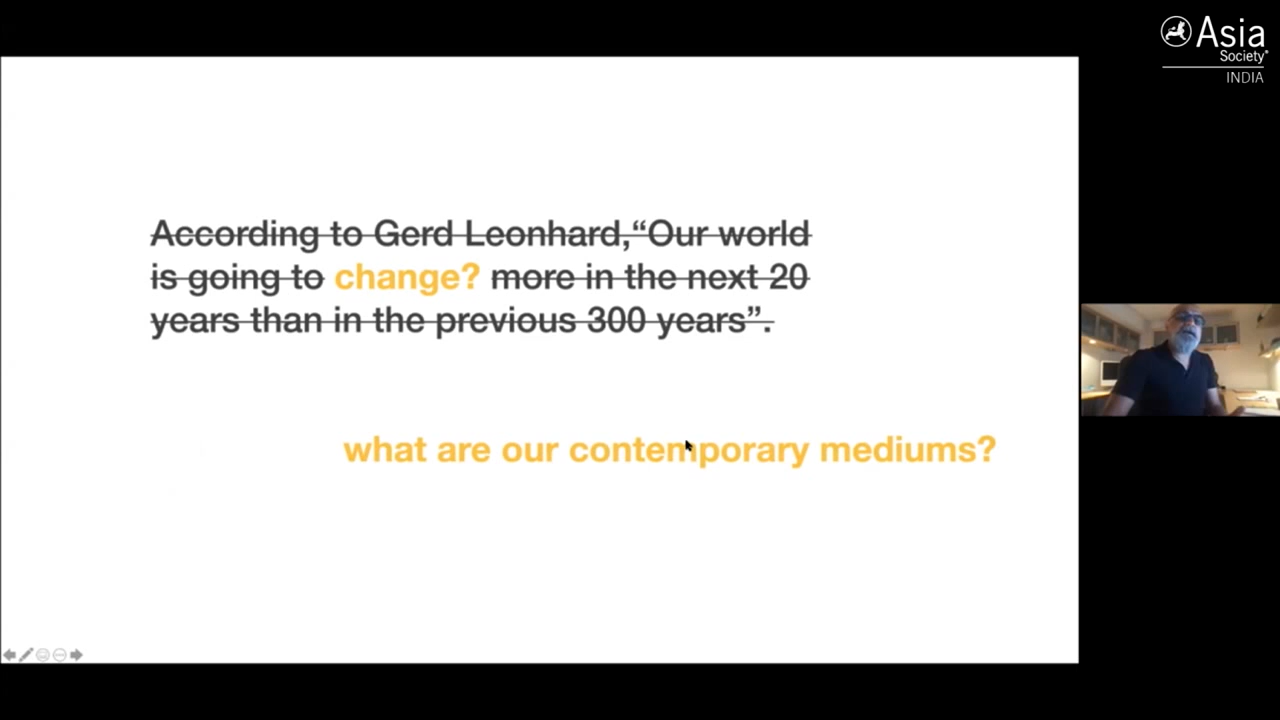 Asia
Society
INDIA
According to Gerd Leonhard,“Our world
is going to change? more in the next 20
years than in the previous 300 years”.
what are our contemporary mediums?